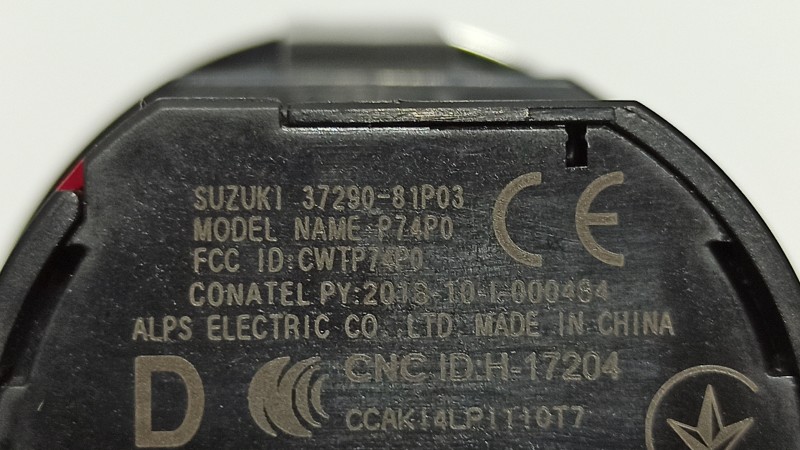 SUZUKI 37290-81P03
MODEL NAME P74P0
FCC ID:CWTP74P0
CE
CONATEL PY:2018-10-I-000464
ALPS ELECTRIC CO .LTD. MADE IN CHINA
D
CNC ID:H-17204